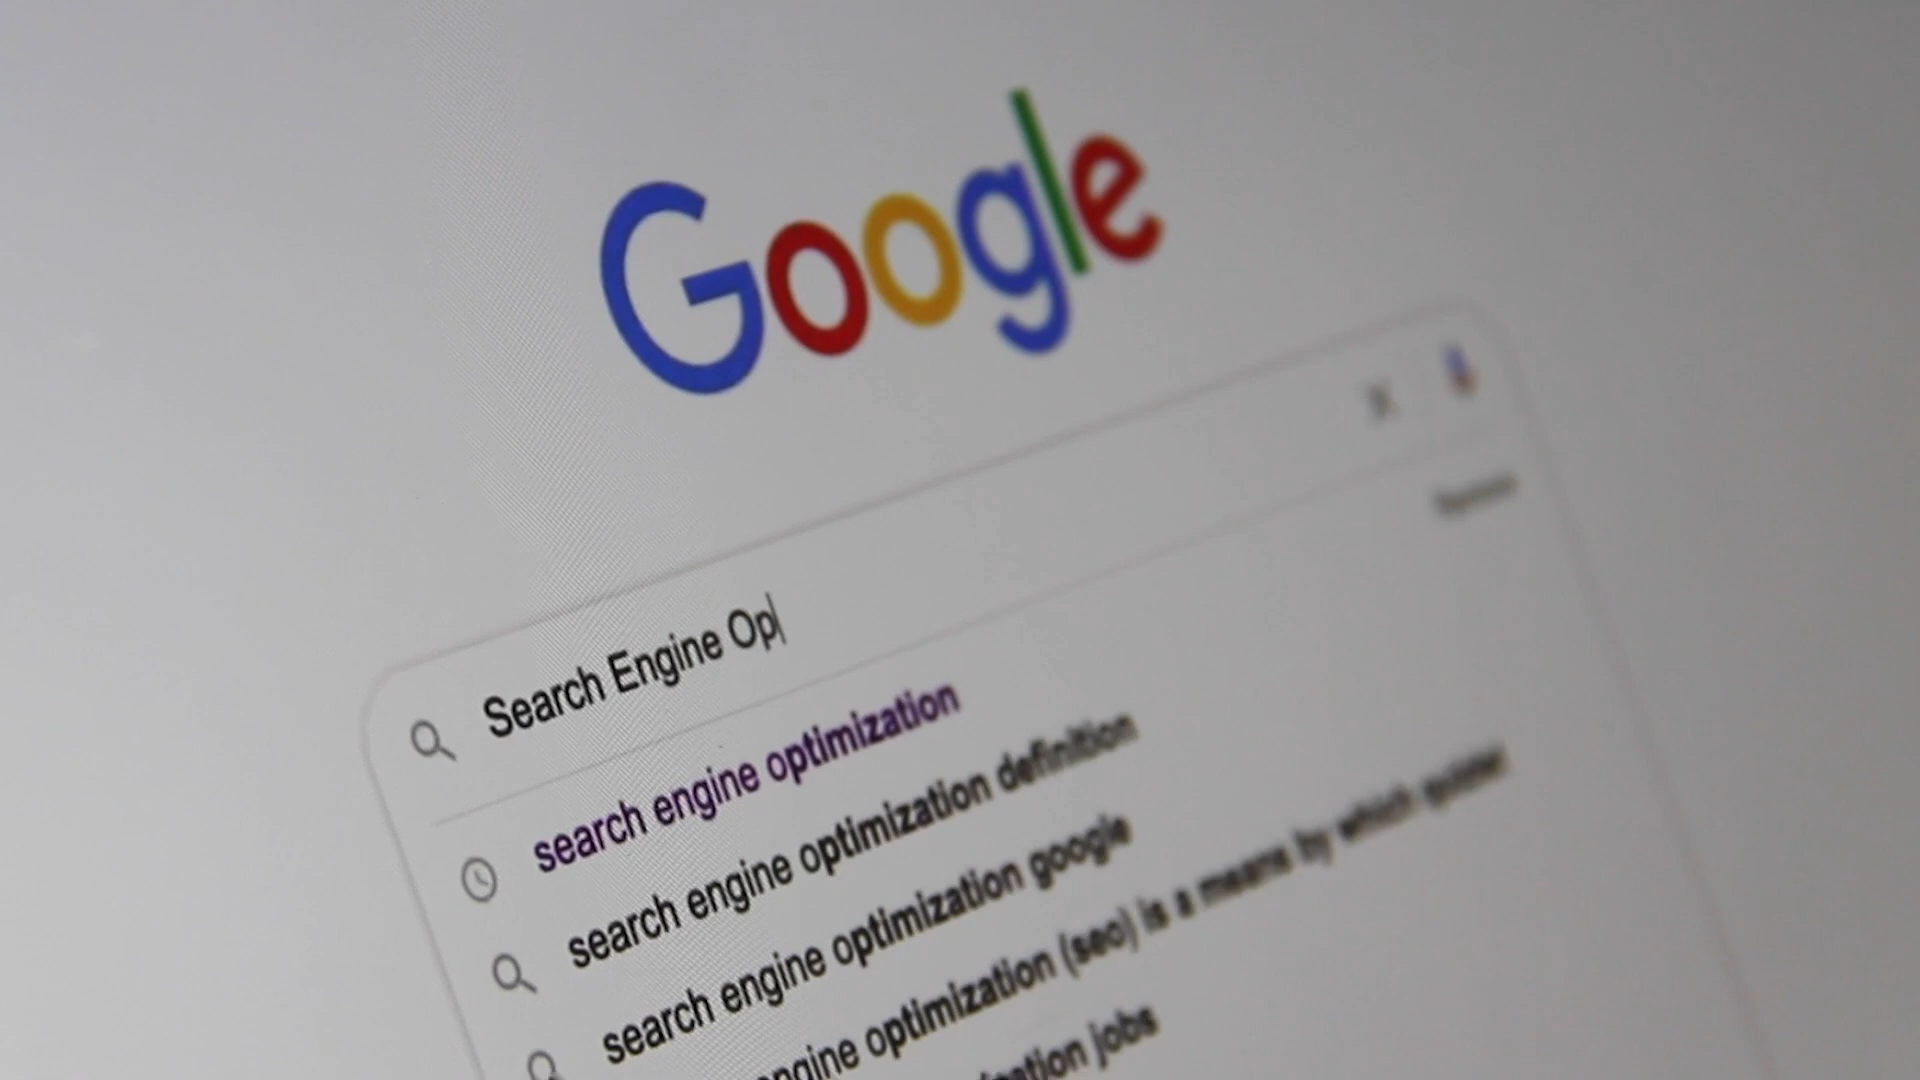 Google
Search Engine Op
search engine optimization
search engine optimization definition
search engine optimization google
engine optimization (seo) is a means by which
jobs